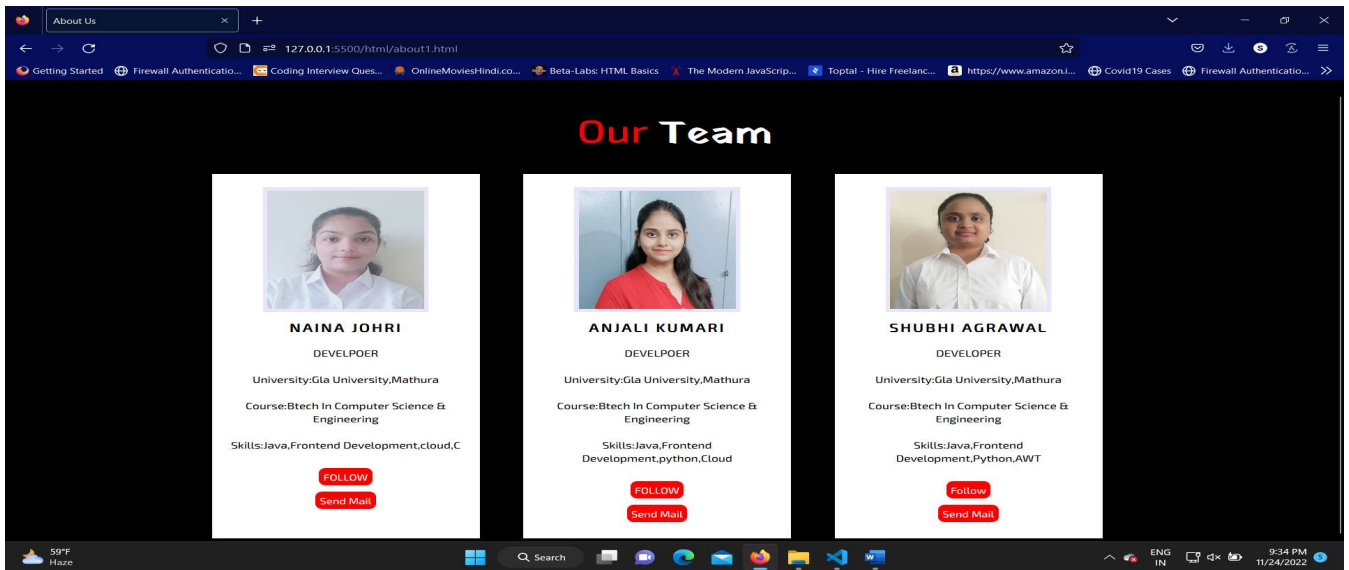 About Us
127.0.0.1:5500/html/about1.html
Getting Started Firewall Authenticatio... Coding Interview Ques... OnlineMoviesHindi.co... Beta-Labs: HTML Basics The Modern JavaScrip... Toptal - Hire Freelanc... https://www.amazon.i... Covid19 Cases Firewall Authenticatio...
Our Team
NAINA JOHRI
DEVELPOER
University:Gla University,Mathura
Course:Btech In Computer Science &
Engineering
Skills:Java,Frontend Development,cloud,C
FOLLOW
Send Mail
ANJALI KUMARI
DEVELPOER
University:Gla University,Mathura
Course:Btech In Computer Science &
Engineering
Skills:Java,Frontend
Development,python,Cloud
FOLLOW
Send Mail
SHUBHI AGRAWAL
DEVELOPER
University:Gla University,Mathura
Course:Btech In Computer Science &
Engineering
Skills:Java,Frontend
Development,Python,AWT
Follow
Send Mail
59°F
Haze
Search
ENG
IN
9:34 PM
11/24/2022
5